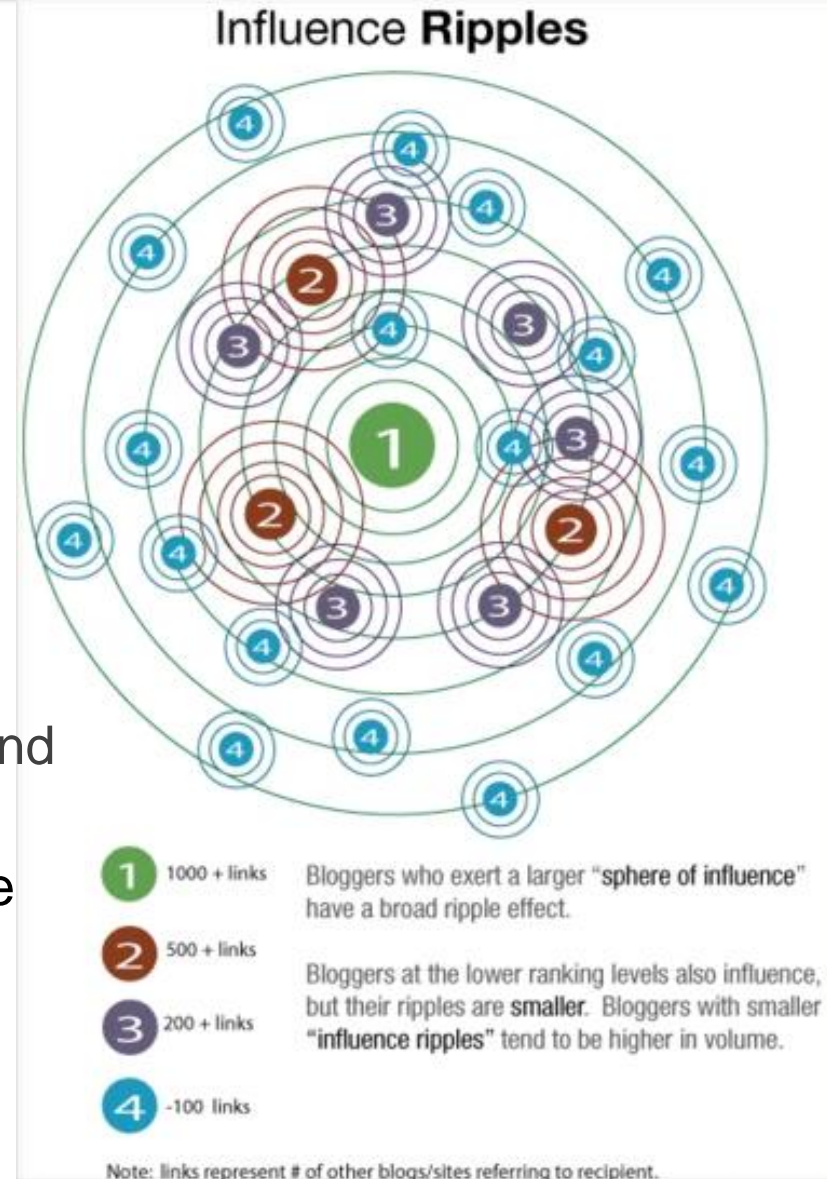 Influence Ripples
4
4
3
4
4
2
4
3
4
3
4
1
4
3
4
4
2
2
4
4
4
3
3
4
4
4
4
4
nd
e
1 1000 + links
2 500 + links
3 200 + links
4 -100 links
Bloggers who exert a larger “sphere of influence”
have a broad ripple effect.
Bloggers at the lower ranking levels also influence,
but their ripples are smaller. Bloggers with smaller
“influence ripples” tend to be higher in volume.
Note: links represent # of other blogs/sites referring to recipient.